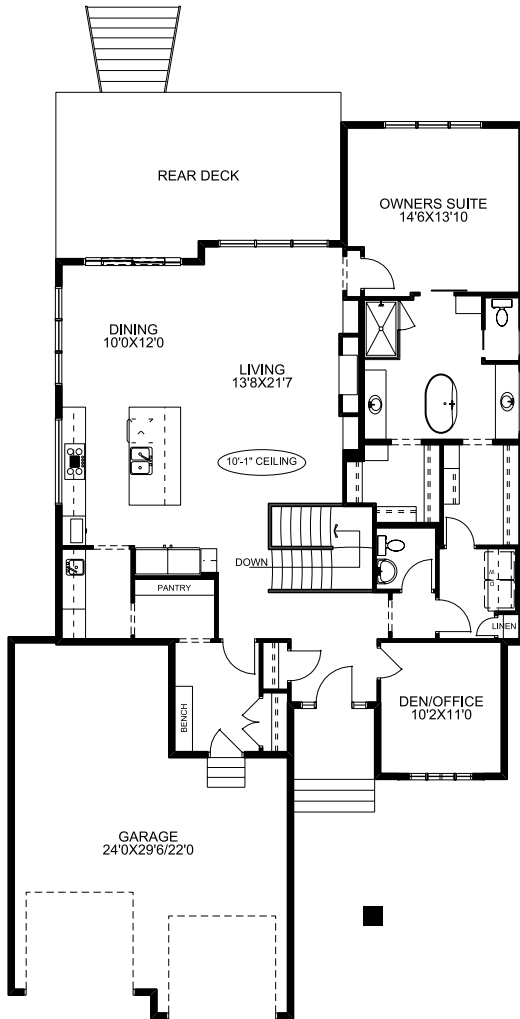 REAR DECK
OWNERS SUITE
14'6X13'10
DINING
10'0X12'0
LIVING
13'8X21'7
10'-1" CEILING
DOWN
PANTRY
W
D
LINEN
BENCH
DEN/OFFICE
10'2X11'0
GARAGE
24'0X29'6/22'0